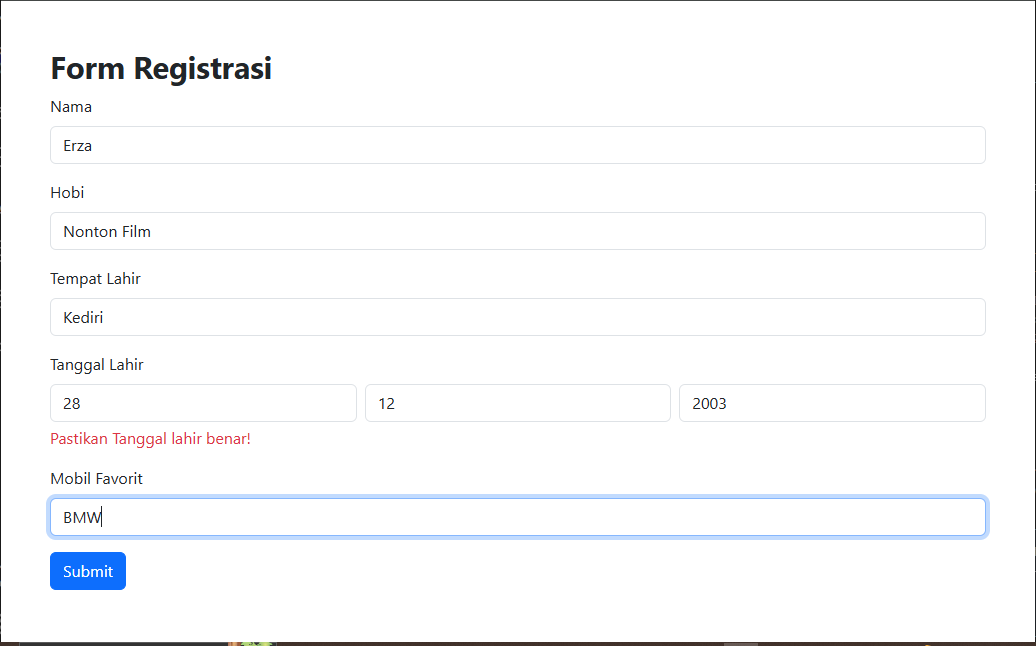 Form Registrasi
Nama
Erza
Hobi
Nonton Film
Tempat Lahir
Kediri
Tanggal Lahir
28 12 2003
Pastikan Tanggal lahir benar!
Mobil Favorit
BMW
Submit